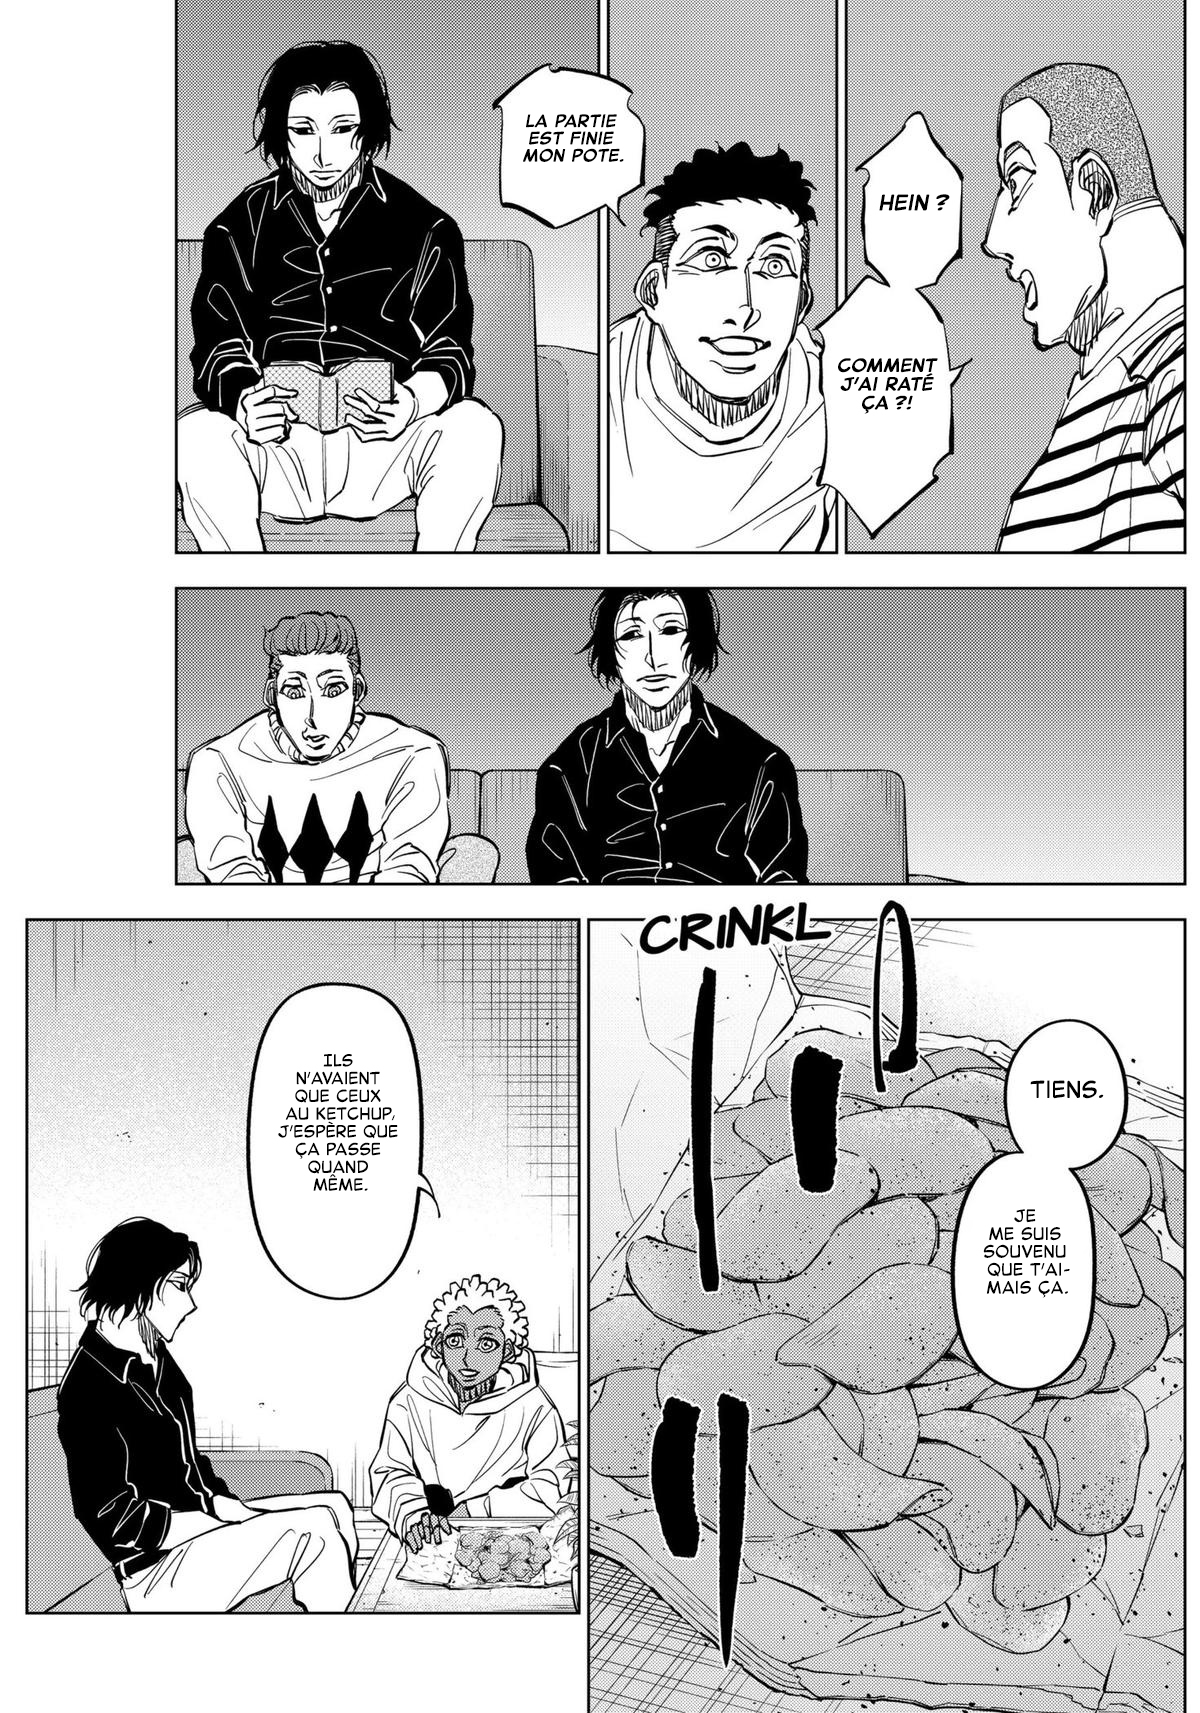 HEIN ?
COMMENT
J'AI RATÉ
ÇA ?!
LA PARTIE
EST FINIE
MON POTE.
CRINKL
TIENS.
JE
ME SUIS
SOUVENU
QUE T'AI-
MAIS ÇA.
ILS
N'AVAIENT
QUE CEUX
AU KETCHUP,
J'ESPÈRE QUE
ÇA PASSE
QUAND
MÊME.